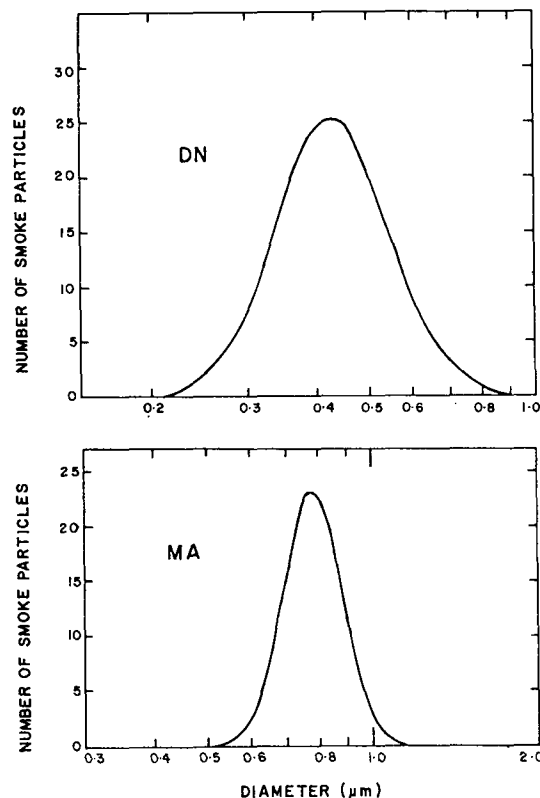 NUMBER OF SMOKE PARTICLES
30
25
20
15
10
5
0
DN
0·2 0·3 0·4 0·5 0·6 0·8 1·0
NUMBER OF SMOKE PARTICLES
25
20
15
10
5
0
MA
0·3 0·4 0·5 0·6 0·8 1·0 2·0
DIAMETER (µm)